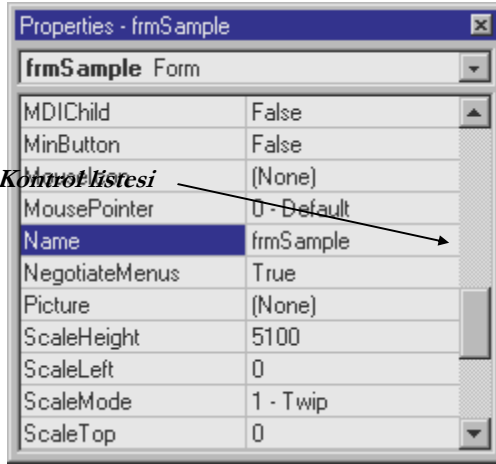 Properties - frmSample
frmSample Form
MDIChild False
MinButton False
Kontrol listesi
MouseIcon (None)
MousePointer 0 - Default
Name frmSample
NegotiateMenus True
Picture (None)
ScaleHeight 5100
ScaleLeft 0
ScaleMode 1 - Twip
ScaleTop 0